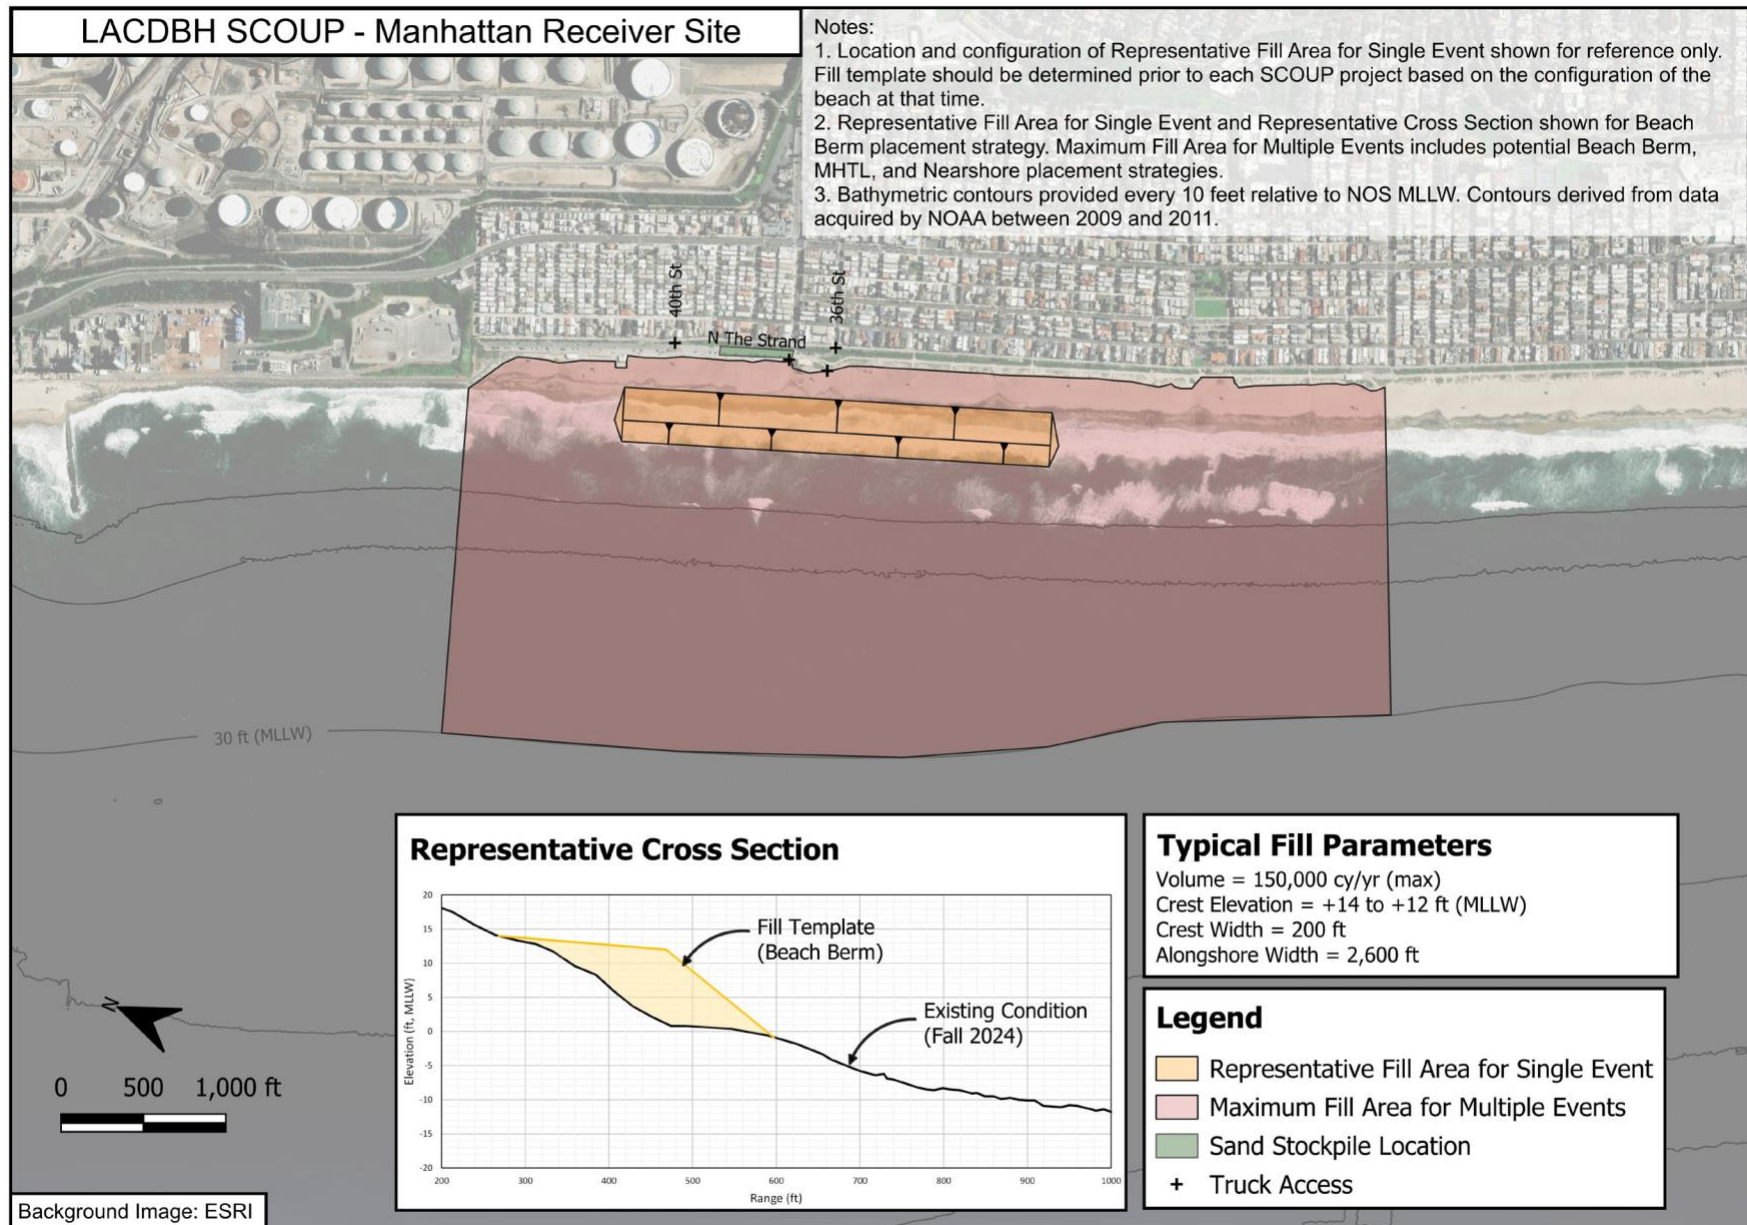 LACDBH SCOUP - Manhattan Receiver Site
Notes:
1. Location and configuration of Representative Fill Area for Single Event shown for reference only.
Fill template should be determined prior to each SCOUP project based on the configuration of the
beach at that time.
2. Representative Fill Area for Single Event and Representative Cross Section shown for Beach
Berm placement strategy. Maximum Fill Area for Multiple Events includes potential Beach Berm,
MHTL, and Nearshore placement strategies.
3. Bathymetric contours provided every 10 feet relative to NOS MLLW. Contours derived from data
acquired by NOAA between 2009 and 2011.
40th St
36th St
N The Strand
30 ft (MLLW)
N
0 500 1,000 ft
Representative Cross Section
20
15
10
5
0
-5
-10
-15
-20
Elevation (ft, MLLW)
Fill Template
(Beach Berm)
Existing Condition
(Fall 2024)
200 300 400 500 600 700 800 900 1000
Range (ft)
Typical Fill Parameters
Volume = 150,000 cy/yr (max)
Crest Elevation = +14 to +12 ft (MLLW)
Crest Width = 200 ft
Alongshore Width = 2,600 ft
Legend
Representative Fill Area for Single Event
Maximum Fill Area for Multiple Events
Sand Stockpile Location
+ Truck Access
Background Image: ESRI